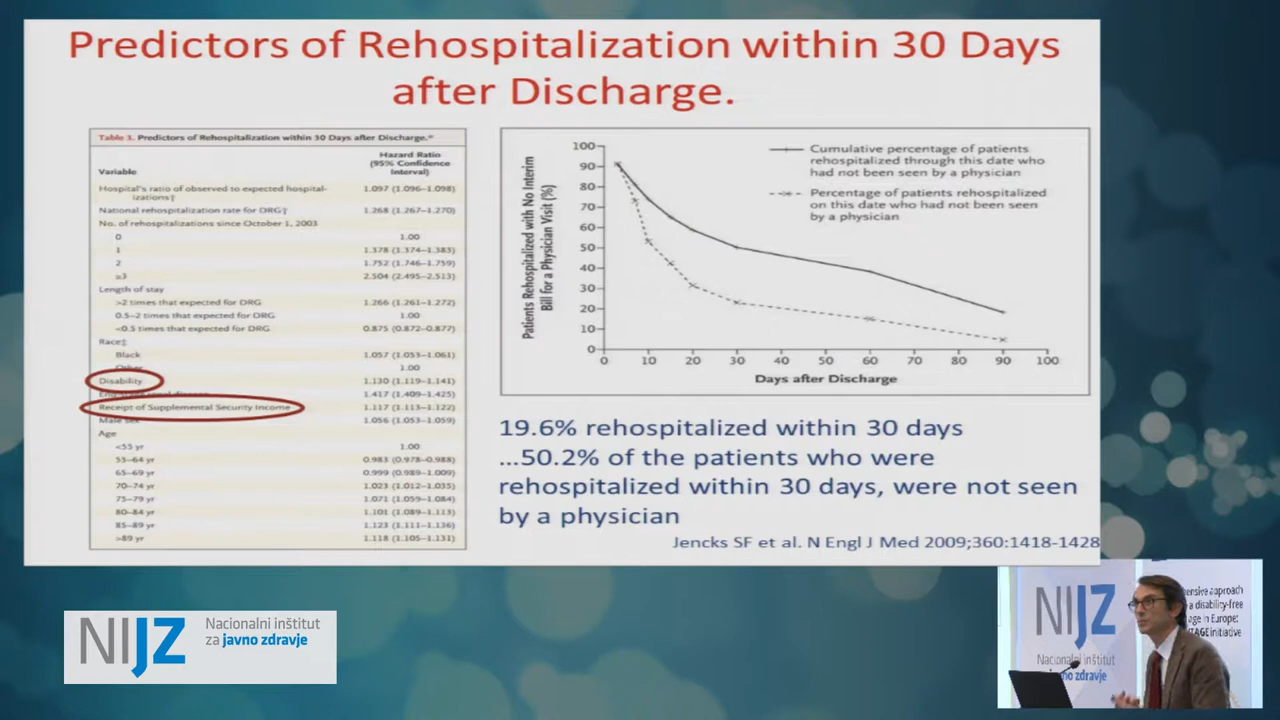 Predictors of Rehospitalization within 30 Days
after Discharge.
Table 3. Predictors of Rehospitalization within 30 Days after Discharge.*
Variable
Hazard Ratio
(95% Confidence
Interval)
Hospital's ratio of observed to expected hospital-
izations† 1.097 (1.096–1.098)
National rehospitalization rate for DRG† 1.268 (1.267–1.270)
No. of rehospitalizations since October 1, 2003
0 1.00
1 1.378 (1.374–1.383)
2 1.752 (1.746–1.759)
≥3 2.504 (2.495–2.513)
Length of stay
>2 times that expected for DRG 1.266 (1.261–1.272)
0.5–2 times that expected for DRG 1.00
<0.5 times that expected for DRG 0.875 (0.872–0.877)
Race‡
Black 1.057 (1.053–1.061)
Other 1.00
Disability 1.130 (1.119–1.141)
End-stage renal disease 1.417 (1.409–1.425)
Receipt of Supplemental Security Income 1.117 (1.113–1.122)
Male sex 1.056 (1.053–1.059)
Age
<55 yr 1.00
55–64 yr 0.983 (0.978–0.988)
65–69 yr 0.999 (0.989–1.009)
70–74 yr 1.023 (1.012–1.035)
75–79 yr 1.071 (1.059–1.084)
80–84 yr 1.101 (1.089–1.113)
85–89 yr 1.123 (1.111–1.136)
>89 yr 1.118 (1.105–1.131)
Patients Rehospitalized with No Interim
Bill for a Physician Visit (%)
100
90
80
70
60
50
40
30
20
10
0
0 10 20 30 40 50 60 70 80 90 100
Days after Discharge
Cumulative percentage of patients
rehospitalized through this date who
had not been seen by a physician
Percentage of patients rehospitalized
on this date who had not been seen
by a physician
19.6% rehospitalized within 30 days
...50.2% of the patients who were
rehospitalized within 30 days, were not seen
by a physician
Jencks SF et al. N Engl J Med 2009;360:1418-1428
NIJZ
Nacionalni inštitut
za javno zdravje
NIJZ
Nacionalni inštitut
javno zdravje
ensive approach
a disability-free
age in Europe:
TAGE initiative